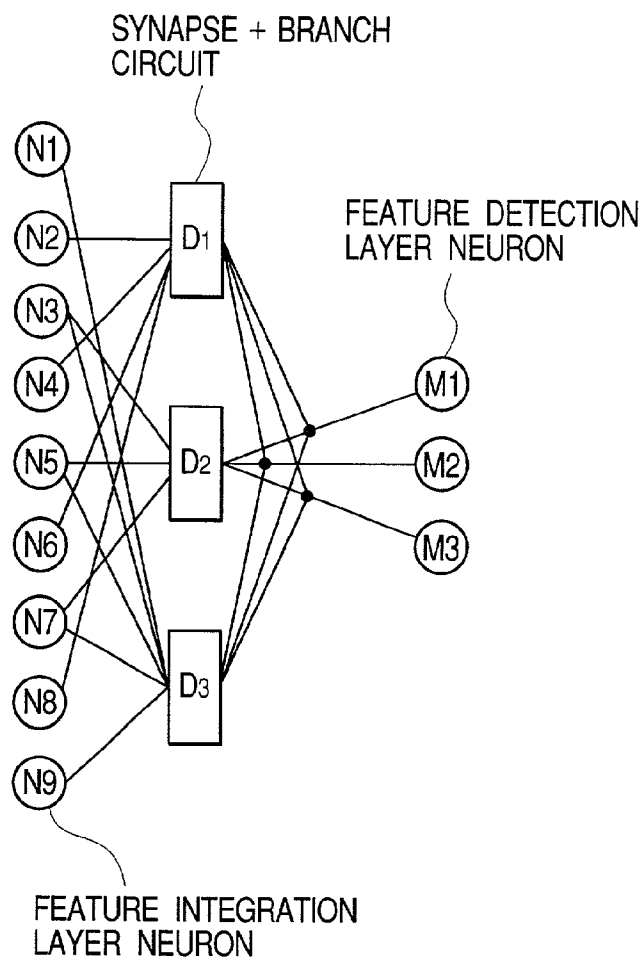 SYNAPSE + BRANCH
CIRCUIT
N1
N2
N3
N4
N5
N6
N7
N8
N9
D1
D2
D3
FEATURE DETECTION
LAYER NEURON
M1
M2
M3
FEATURE INTEGRATION
LAYER NEURON